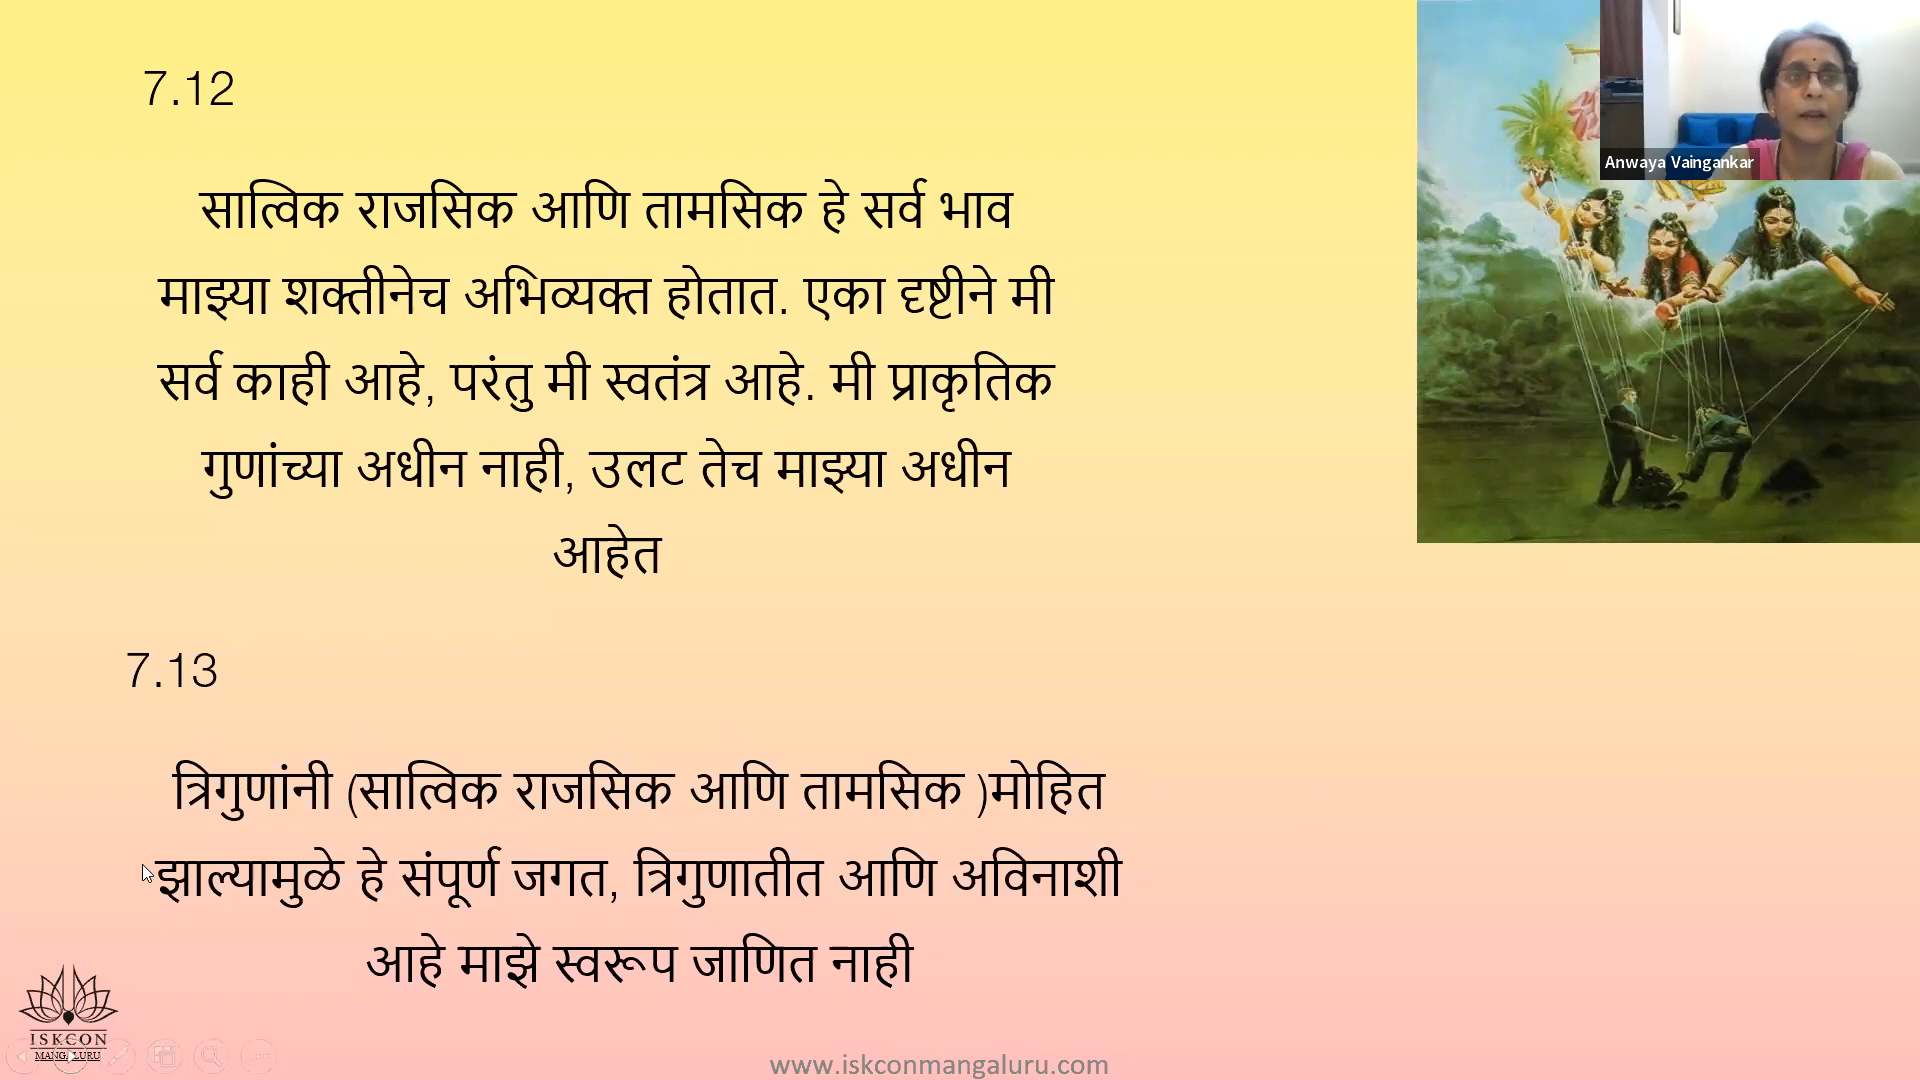 7.12
Anwaya Vaingankar
सात्विक राजसिक आणि तामसिक हे सर्व भाव
माझ्या शक्तीनेच अभिव्यक्त होतात. एका दृष्टीने मी
सर्व काही आहे, परंतु मी स्वतंत्र आहे. मी प्राकृतिक
गुणांच्या अधीन नाही, उलट तेच माझ्या अधीन
आहेत
7.13
त्रिगुणांनी (सात्विक राजसिक आणि तामसिक )मोहित
झाल्यामुळे हे संपूर्ण जगत, त्रिगुणातीत आणि अविनाशी
आहे माझे स्वरूप जाणित नाही
ISKCON
MANGALURU
www.iskconmangaluru.com